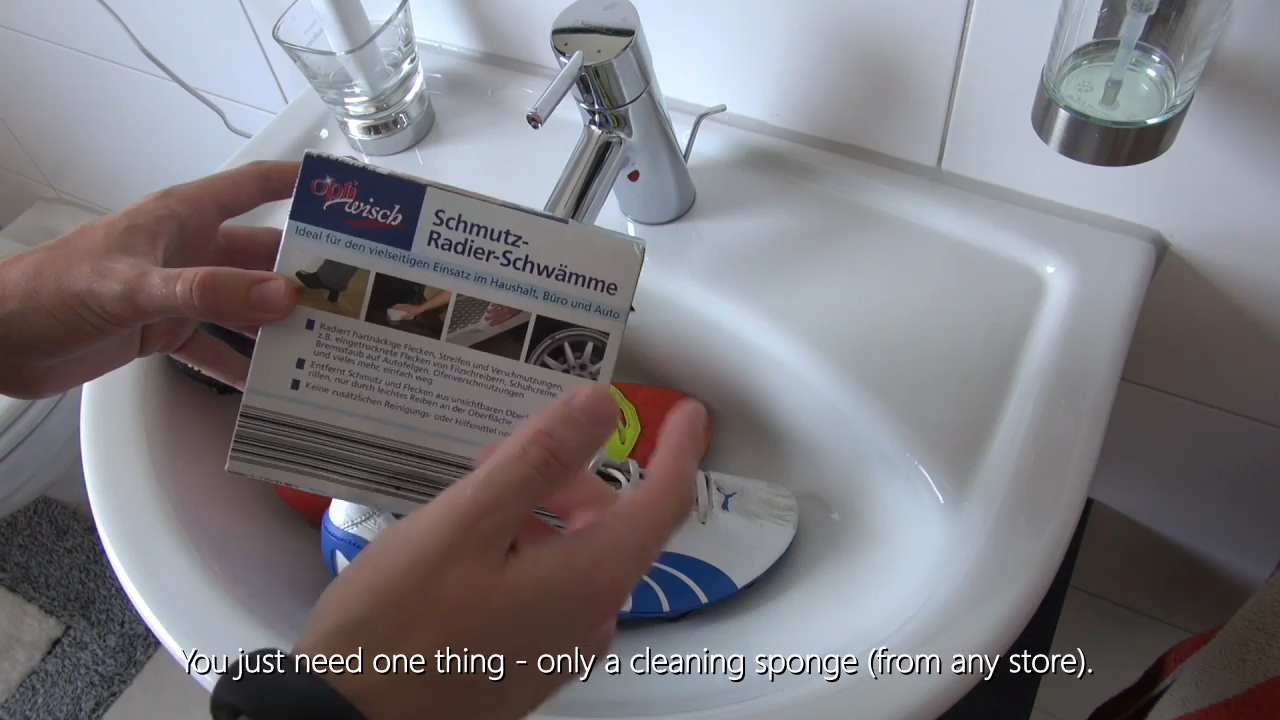 Opti
wisch
Schmutz-
Radier-Schwämme
Ideal für den vielseitigen Einsatz im Haushalt, Büro und Auto
Radiert hartnäckige Flecken, Streifen und Verschmutzungen,
z.B. eingetrocknete Flecken von Filzschreibern, Schuhcreme,
Bremsstaub auf Autofelgen, Ofenverschmutzungen
und vieles mehr, einfach weg.
Entfernt Schmutz und Flecken aus unsichtbaren
rillen, nur durch leichtes Reiben an der Oberfläche.
Keine zusätzlichen Reinigungs- oder Hilfsmittel
You just need one thing - only a cleaning sponge (from any store).